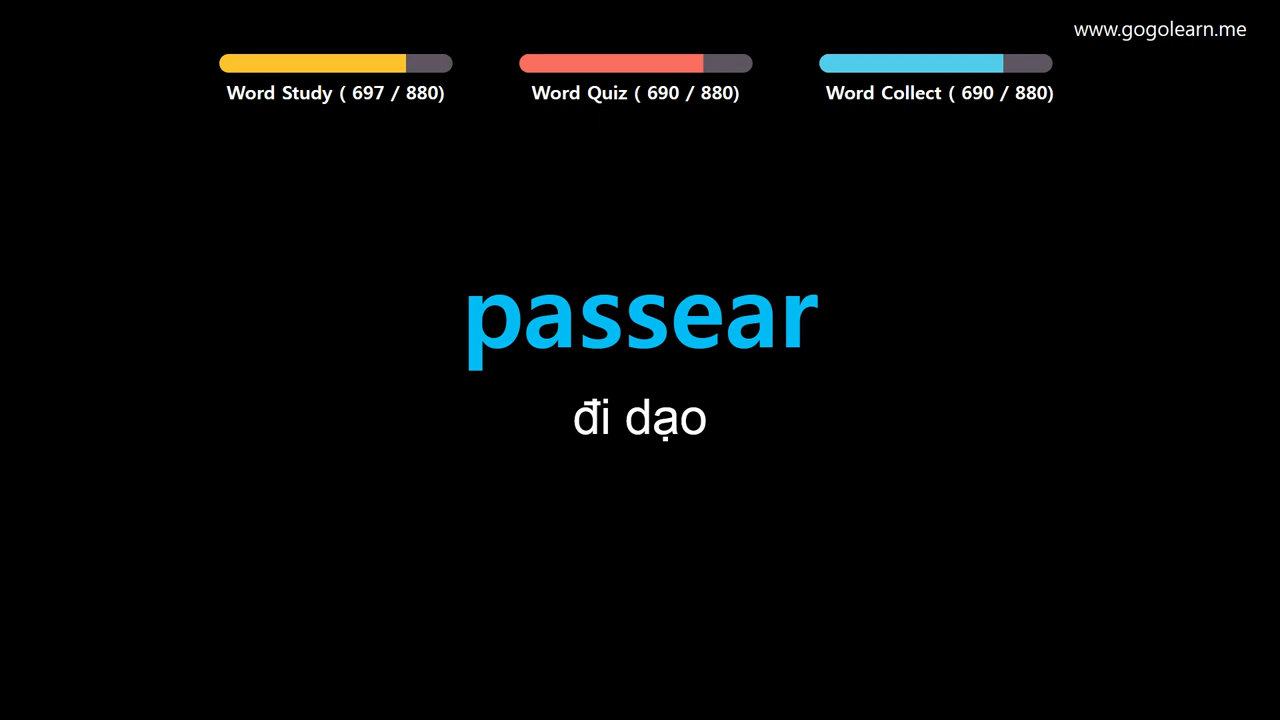 www.gogolearn.me
Word Study ( 697 / 880)
Word Quiz ( 690 / 880)
Word Collect ( 690 / 880)
passear
đi dạo